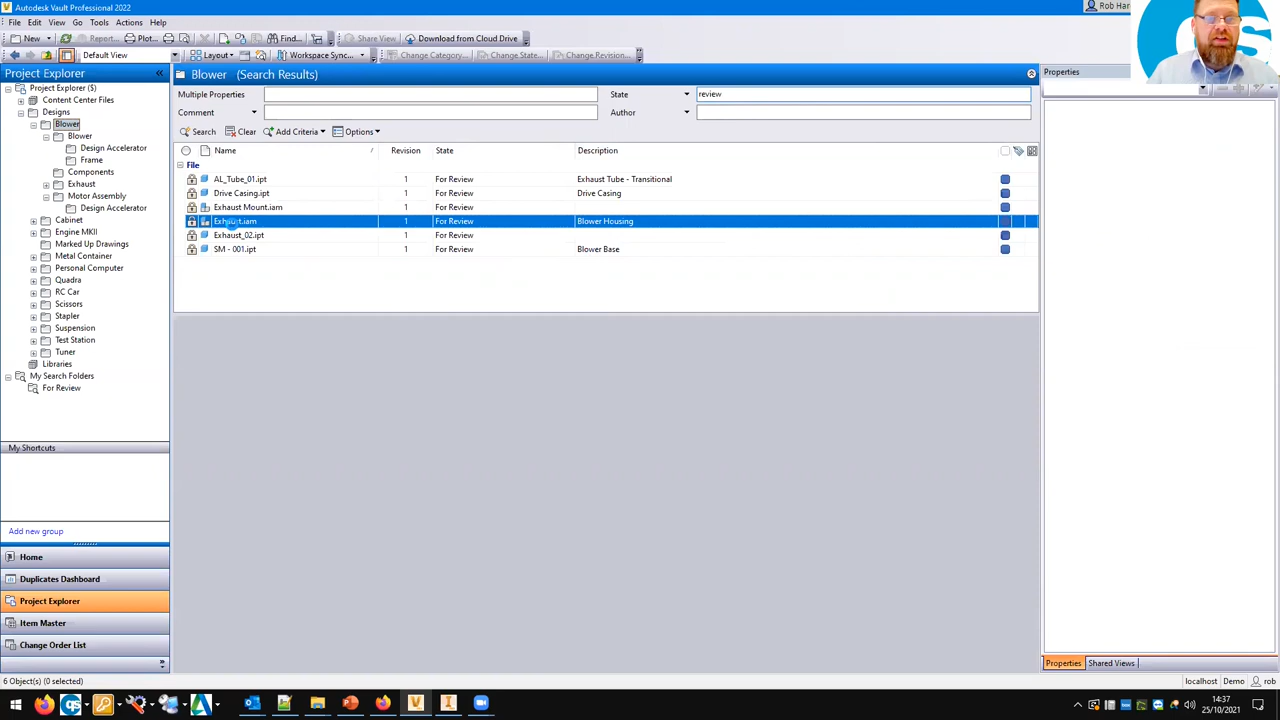 Autodesk Vault Professional 2022
Rob Har
File Edit View Go Tools Actions Help
New Report... Plot... Find... Share View Download from Cloud Drive
Default View Layout Workspace Sync... Change Category... Change State... Change Revision...
Project Explorer «
Project Explorer ($)
Content Center Files
Designs
Blower
Blower
Design Accelerator
Frame
Components
Exhaust
Motor Assembly
Design Accelerator
Cabinet
Engine MKII
Marked Up Drawings
Metal Container
Personal Computer
Quadra
RC Car
Scissors
Stapler
Suspension
Test Station
Tuner
Libraries
My Search Folders
For Review
My Shortcuts
Add new group
Home
Duplicates Dashboard
Project Explorer
Item Master
Change Order List
»
Blower (Search Results)
Multiple Properties State review
Comment Author
Search Clear Add Criteria Options
Name / Revision State Description
File
AL_Tube_01.ipt 1 For Review Exhaust Tube - Transitional
Drive Casing.ipt 1 For Review Drive Casing
Exhaust Mount.iam 1 For Review
Exhaust.iam 1 For Review Blower Housing
Exhaust_02.ipt 1 For Review
SM - 001.ipt 1 For Review Blower Base
Properties
Properties Shared Views
6 Object(s) (0 selected) localhost Demo rob
14:37
25/10/2021